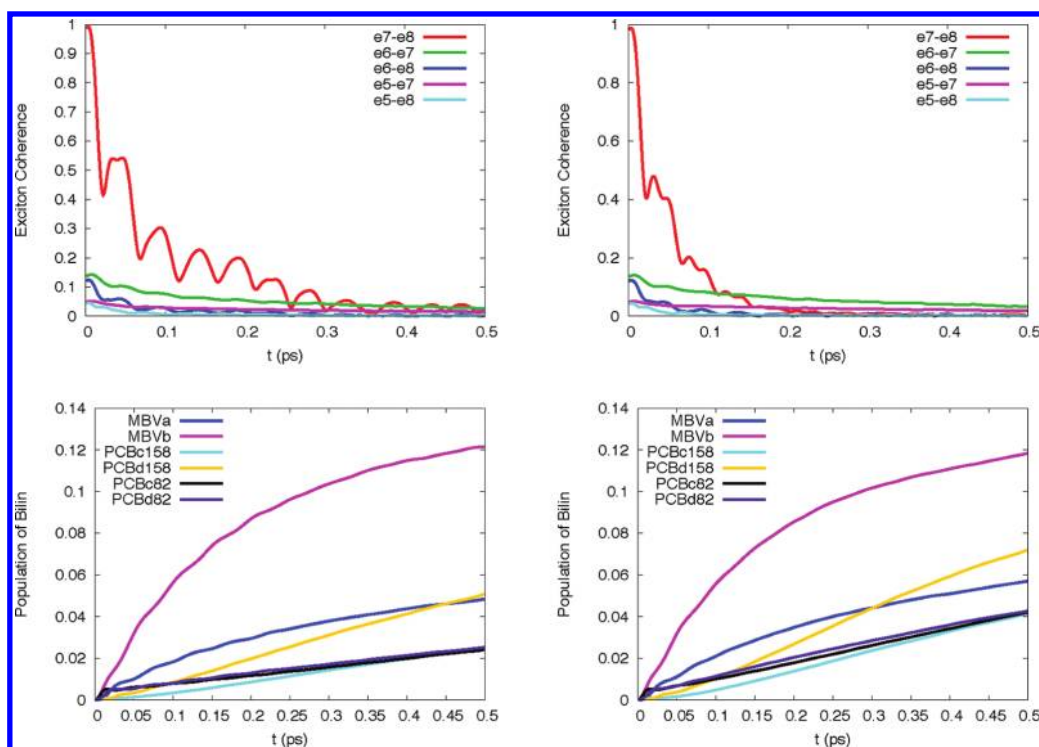 1
0.9
0.8
0.7
0.6
0.5
0.4
0.3
0.2
0.1
0
Exciton Coherence
e7-e8
e6-e7
e6-e8
e5-e7
e5-e8
0 0.1 0.2 0.3 0.4 0.5
t (ps)
1
0.8
0.6
0.4
0.2
0
Exciton Coherence
e7-e8
e6-e7
e6-e8
e5-e7
e5-e8
0 0.1 0.2 0.3 0.4 0.5
t (ps)
0.14
0.12
0.1
0.08
0.06
0.04
0.02
0
Population of Bilin
MBVa
MBVb
PCBc158
PCBd158
PCBc82
PCBd82
0 0.05 0.1 0.15 0.2 0.25 0.3 0.35 0.4 0.45 0.5
t (ps)
0.14
0.12
0.1
0.08
0.06
0.04
0.02
0
Population of Bilin
MBVa
MBVb
PCBc158
PCBd158
PCBc82
PCBd82
0 0.05 0.1 0.15 0.2 0.25 0.3 0.35 0.4 0.45 0.5
t (ps)